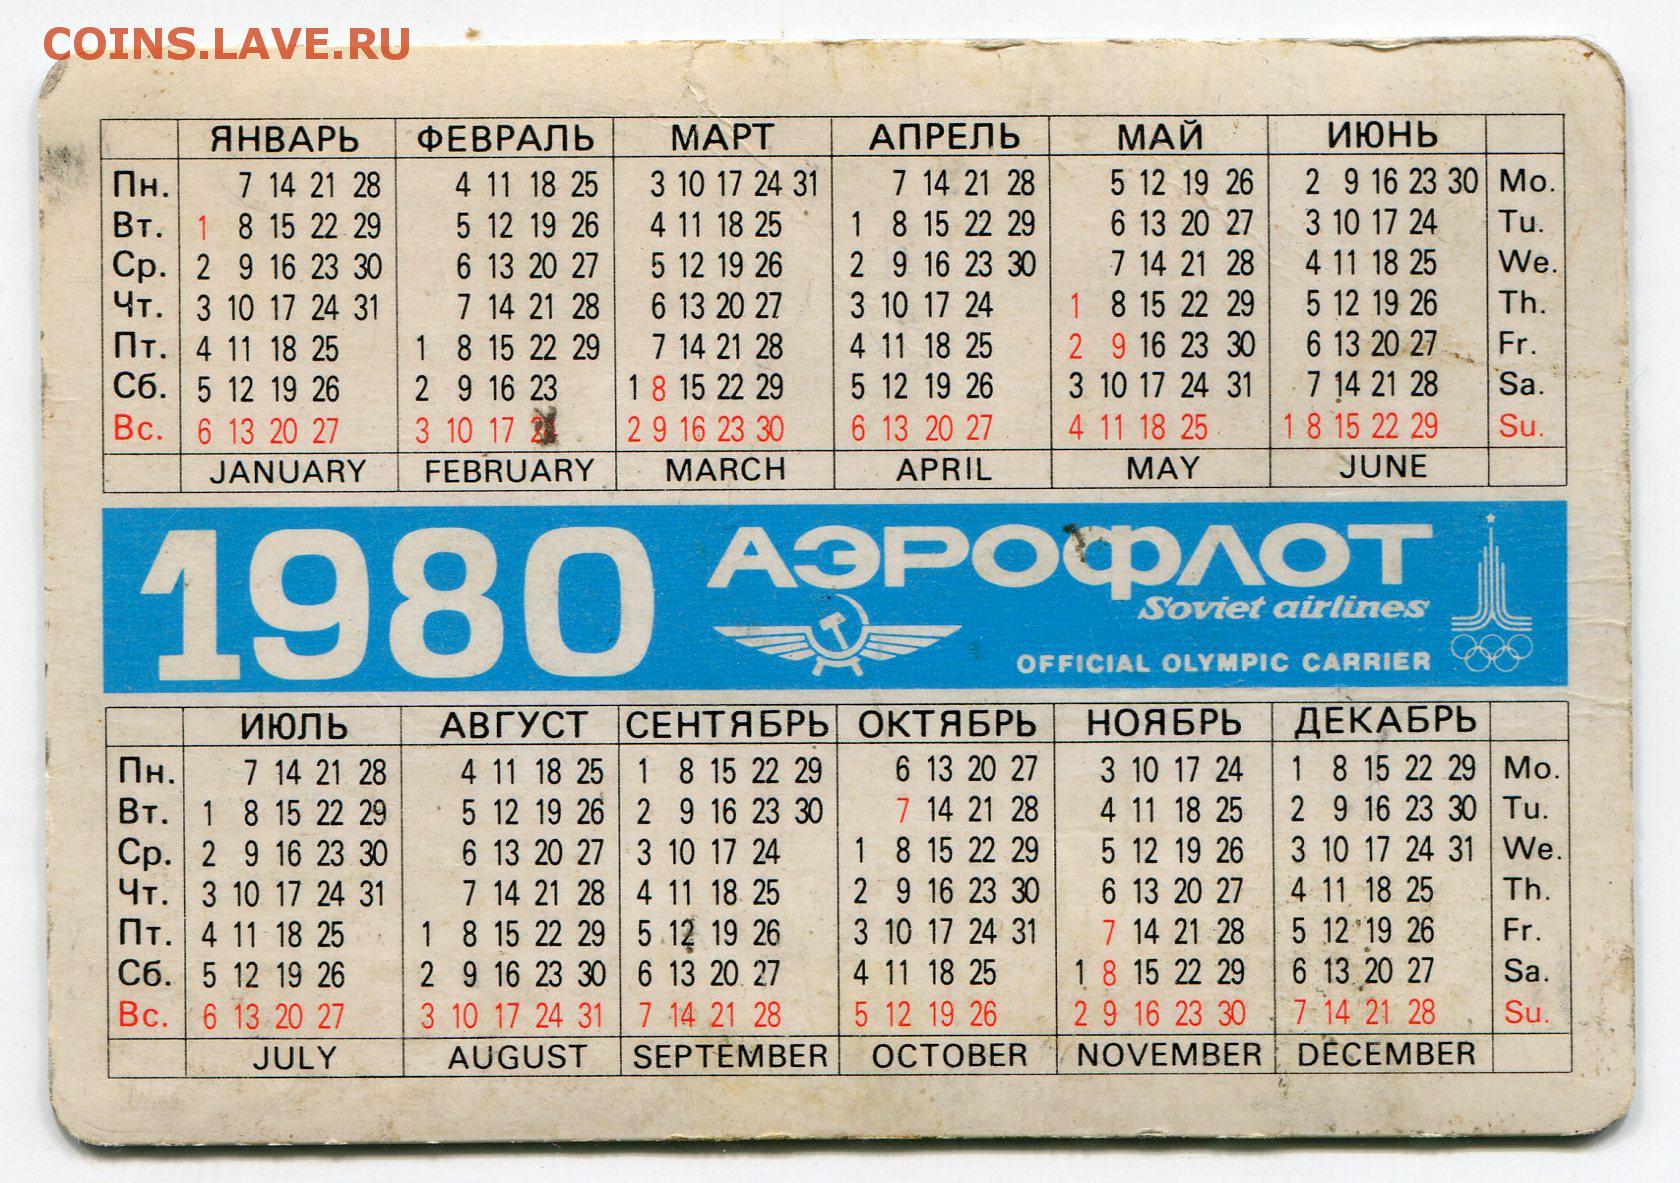 COINS.LAVE.RU
ЯНВАРЬ ФЕВРАЛЬ МАРТ АПРЕЛЬ МАЙ ИЮНЬ
Пн. 7 14 21 28 4 11 18 25 3 10 17 24 31 7 14 21 28 5 12 19 26 2 9 16 23 30 Mo.
Вт. 1 8 15 22 29 5 12 19 26 4 11 18 25 1 8 15 22 29 6 13 20 27 3 10 17 24 Tu.
Ср. 2 9 16 23 30 6 13 20 27 5 12 19 26 2 9 16 23 30 7 14 21 28 4 11 18 25 We.
Чт. 3 10 17 24 31 7 14 21 28 6 13 20 27 3 10 17 24 1 8 15 22 29 5 12 19 26 Th.
Пт. 4 11 18 25 1 8 15 22 29 7 14 21 28 4 11 18 25 2 9 16 23 30 6 13 20 27 Fr.
Сб. 5 12 19 26 2 9 16 23 1 8 15 22 29 5 12 19 26 3 10 17 24 31 7 14 21 28 Sa.
Вс. 6 13 20 27 3 10 17 24 2 9 16 23 30 6 13 20 27 4 11 18 25 1 8 15 22 29 Su.
JANUARY FEBRUARY MARCH APRIL MAY JUNE
1980 АЭРОФЛОТ
Soviet airlines
OFFICIAL OLYMPIC CARRIER
ИЮЛЬ АВГУСТ СЕНТЯБРЬ ОКТЯБРЬ НОЯБРЬ ДЕКАБРЬ
Пн. 7 14 21 28 4 11 18 25 1 8 15 22 29 6 13 20 27 3 10 17 24 1 8 15 22 29 Mo.
Вт. 1 8 15 22 29 5 12 19 26 2 9 16 23 30 7 14 21 28 4 11 18 25 2 9 16 23 30 Tu.
Ср. 2 9 16 23 30 6 13 20 27 3 10 17 24 1 8 15 22 29 5 12 19 26 3 10 17 24 31 We.
Чт. 3 10 17 24 31 7 14 21 28 4 11 18 25 2 9 16 23 30 6 13 20 27 4 11 18 25 Th.
Пт. 4 11 18 25 1 8 15 22 29 5 12 19 26 3 10 17 24 31 7 14 21 28 5 12 19 26 Fr.
Сб. 5 12 19 26 2 9 16 23 30 6 13 20 27 4 11 18 25 1 8 15 22 29 6 13 20 27 Sa.
Вс. 6 13 20 27 3 10 17 24 31 7 14 21 28 5 12 19 26 2 9 16 23 30 7 14 21 28 Su.
JULY AUGUST SEPTEMBER OCTOBER NOVEMBER DECEMBER